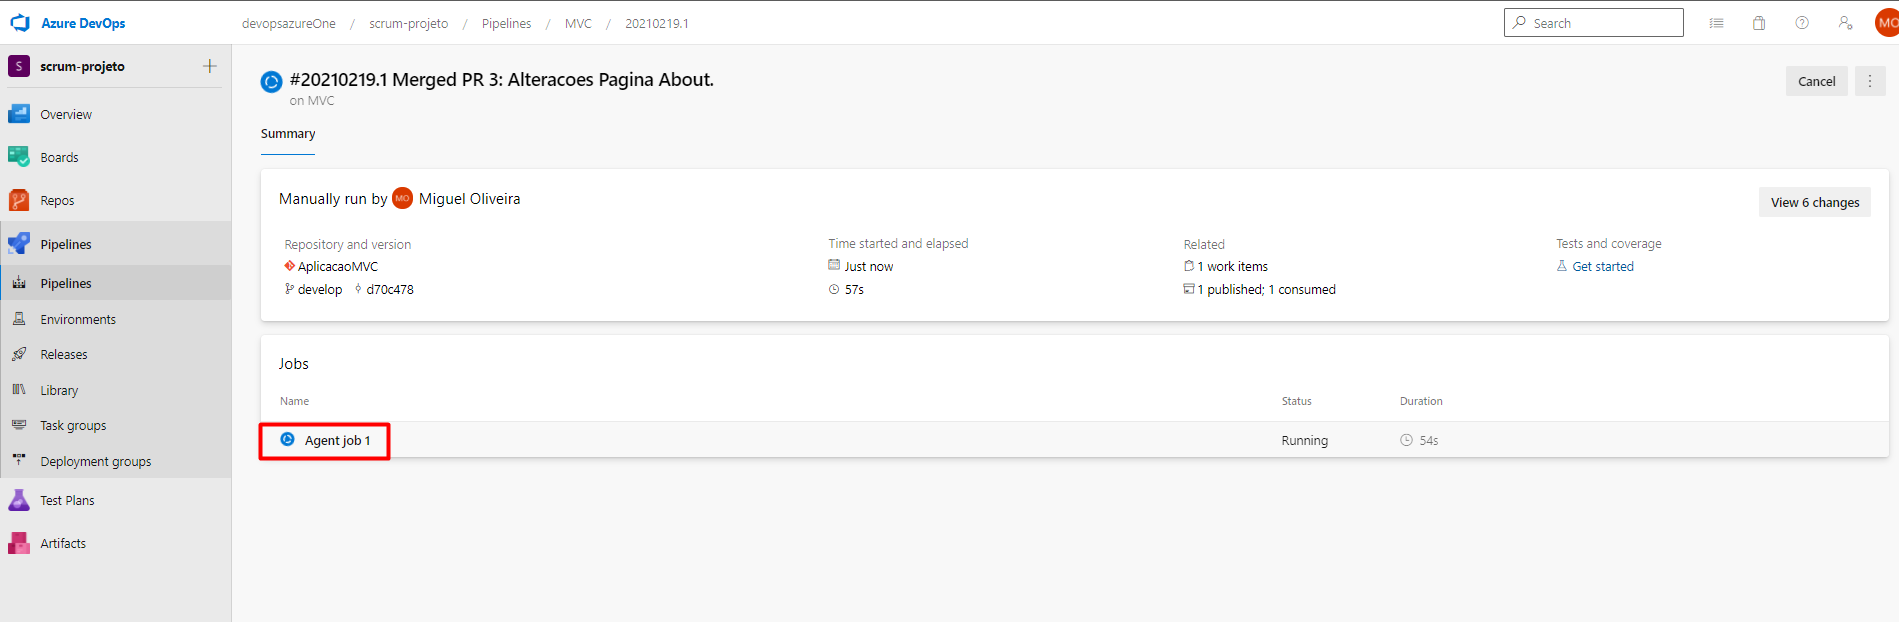 Azure DevOps
devopsazureOne / scrum-projeto / Pipelines / MVC / 20210219.1
Search
MO
S scrum-projeto
Overview
Boards
Repos
Pipelines
Pipelines
Environments
Releases
Library
Task groups
Deployment groups
Test Plans
Artifacts
#20210219.1 Merged PR 3: Alteracoes Pagina About.
on MVC
Cancel
Summary
Manually run by MO Miguel Oliveira
View 6 changes
Repository and version
AplicacaoMVC
develop d70c478
Time started and elapsed
Just now
57s
Related
1 work items
1 published; 1 consumed
Tests and coverage
Get started
Jobs
Name Status Duration
Agent job 1 Running 54s